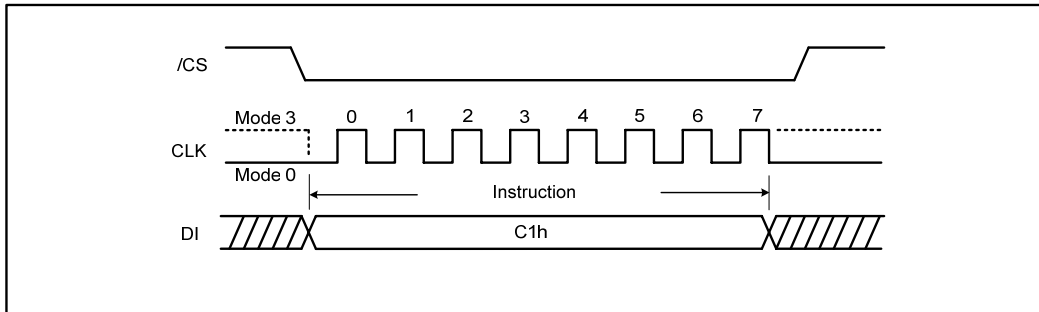 /CS
Mode 3 0 1 2 3 4 5 6 7
CLK
Mode 0
Instruction
DI C1h